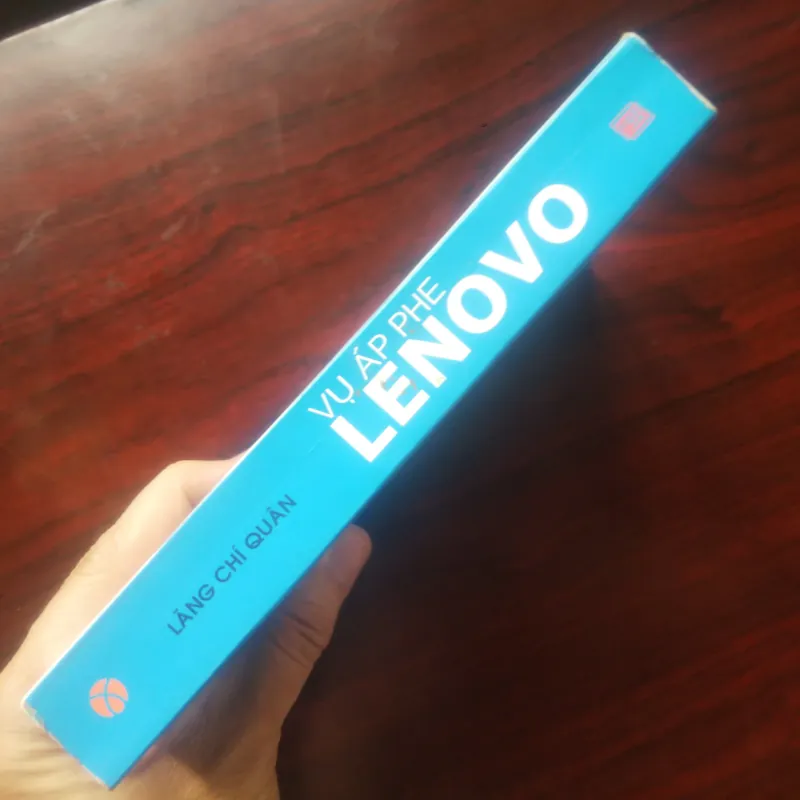 LĂNG CHÍ QUÂN
VỤ ÁP PHE
LENOVO